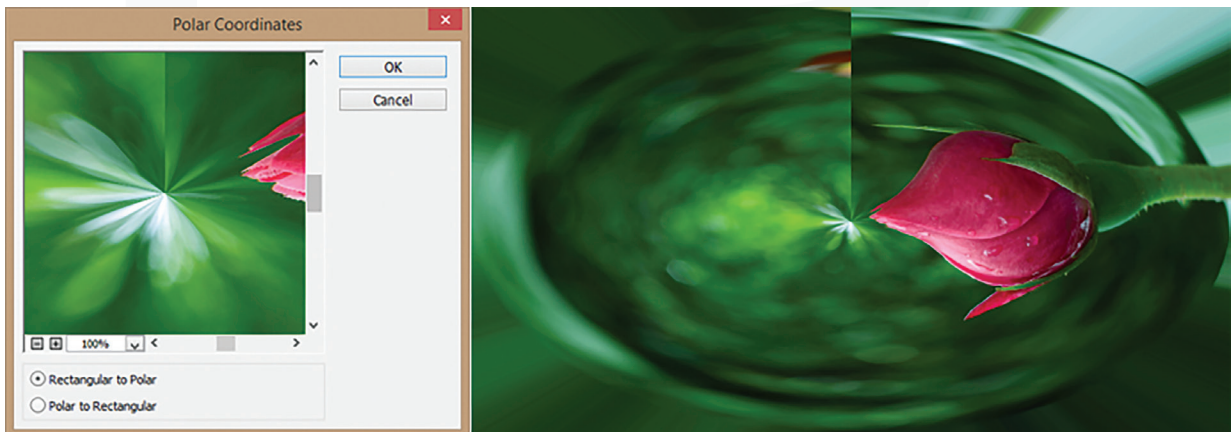 Polar Coordinates
OK
Cancel
100%
Rectangular to Polar
Polar to Rectangular